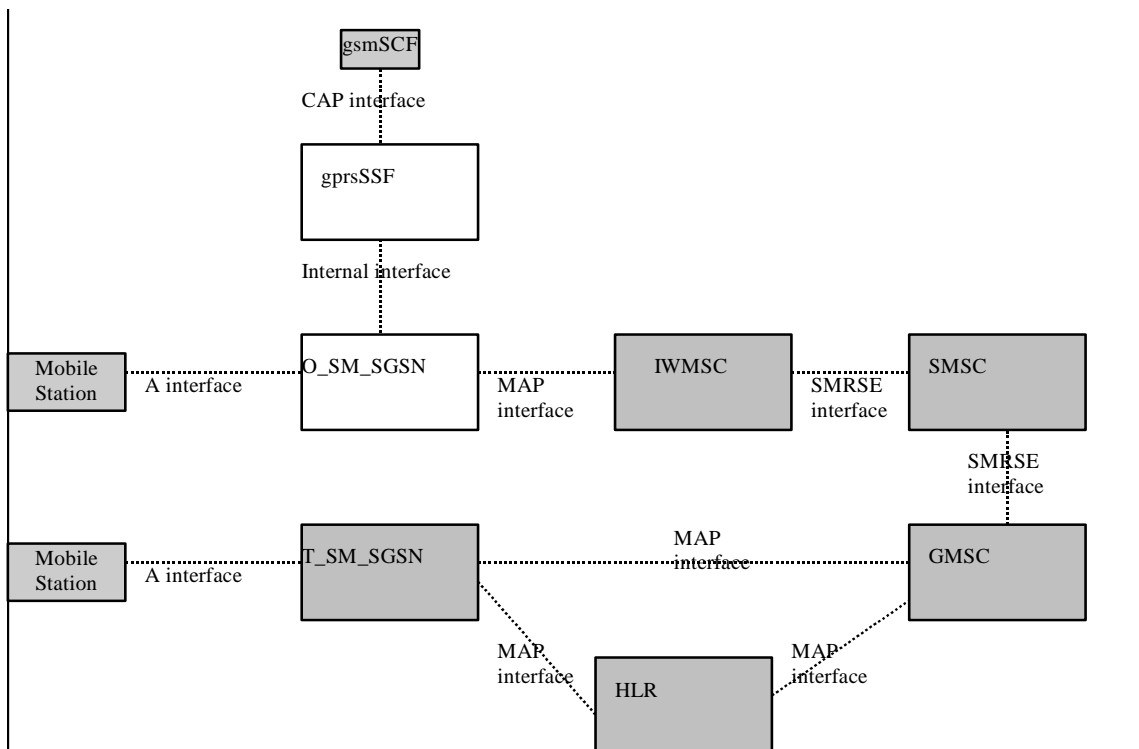 gsmSCF
CAP interface
gprsSSF
Internal interface
Mobile
Station
A interface
O_SM_SGSN
MAP
interface
IWMSC
SMRSE
interface
SMSC
SMRSE
interface
Mobile
Station
A interface
T_SM_SGSN
MAP
interface
GMSC
MAP
interface
HLR
MAP
interface